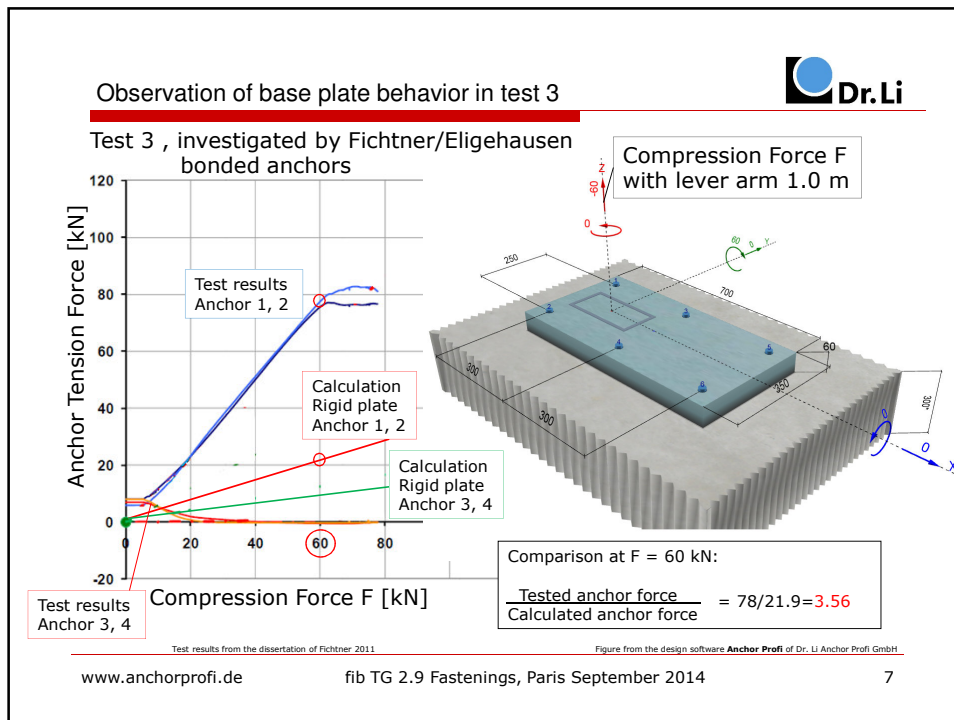 Observation of base plate behavior in test 3
Dr.Li
Test 3 , investigated by Fichtner/Eligehausen
bonded anchors
Compression Force F
with lever arm 1.0 m
Anchor Tension Force [kN]
120
100
80
60
40
20
0
-20
0
20
40
60
80
Test results
Anchor 1, 2
Calculation
Rigid plate
Anchor 1, 2
Calculation
Rigid plate
Anchor 3, 4
Test results
Anchor 3, 4
Compression Force F [kN]
Z
-60
0
60
0
Y
250
700
60
350
300
300
300
0
0
X
Comparison at F = 60 kN:
Tested anchor force
Calculated anchor force
= 78/21.9=3.56
Test results from the dissertation of Fichtner 2011
Figure from the design software Anchor Profi of Dr. Li Anchor Profi GmbH
www.anchorprofi.de
fib TG 2.9 Fastenings, Paris September 2014
7